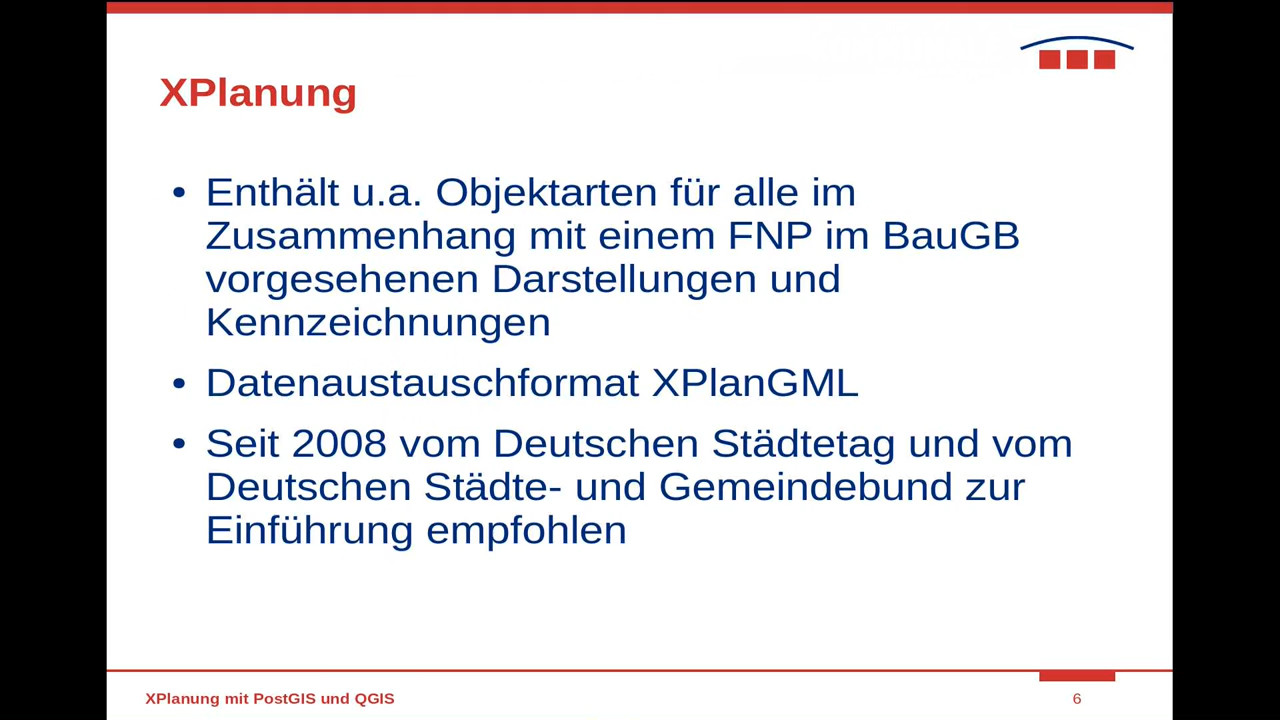 XPlanung
• Enthält u.a. Objektarten für alle im
Zusammenhang mit einem FNP im BauGB
vorgesehenen Darstellungen und
Kennzeichnungen
• Datenaustauschformat XPlanGML
• Seit 2008 vom Deutschen Städtetag und vom
Deutschen Städte- und Gemeindebund zur
Einführung empfohlen
XPlanung mit PostGIS und QGIS
6